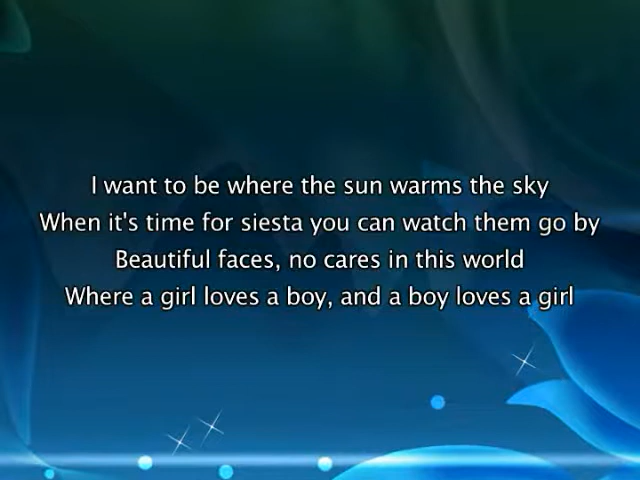 I want to be where the sun warms the sky
When it's time for siesta you can watch them go by
Beautiful faces, no cares in this world
Where a girl loves a boy, and a boy loves a girl